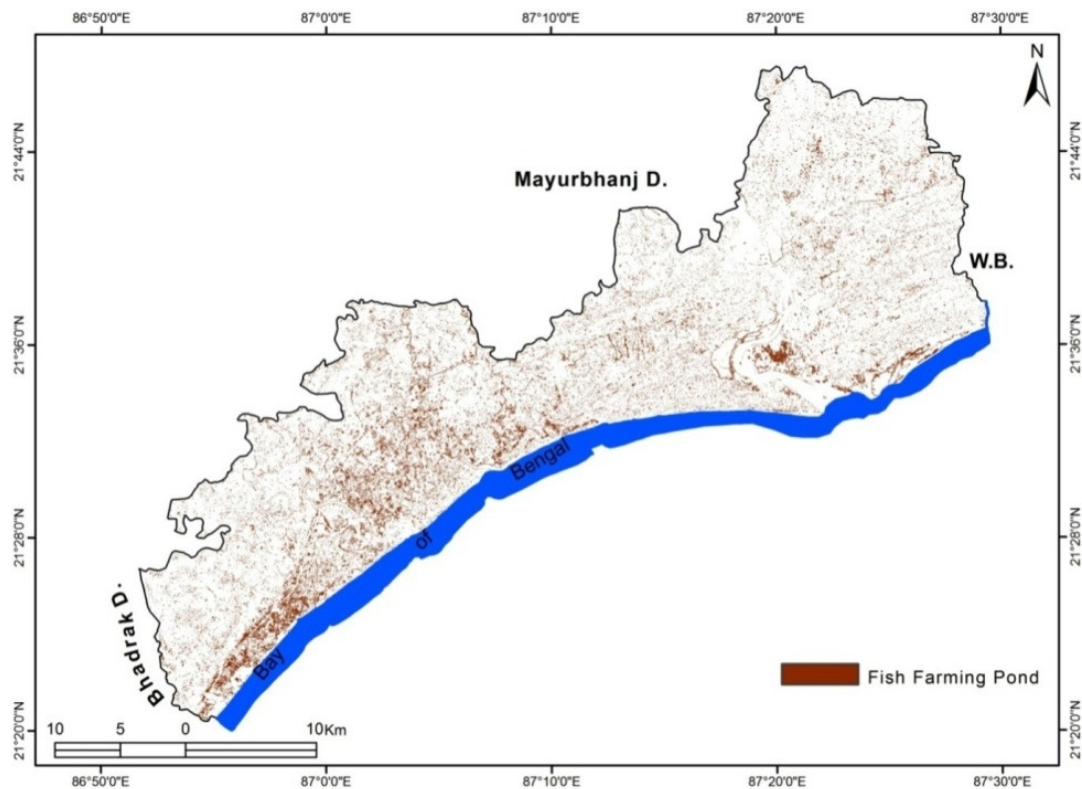 86°50'0"E 87°00'0"E 87°10'0"E 87°20'0"E 87°30'0"E
N
21°44'0"N 21°44'0"N
Mayurbhanj D.
W.B.
21°36'0"N 21°36'0"N
Bay of Bengal
21°28'0"N 21°28'0"N
Bhadrak D.
Fish Farming Pond
10 5 0 10Km
21°20'0"N 21°20'0"N
86°50'0"E 87°00'0"E 87°10'0"E 87°20'0"E 87°30'0"E